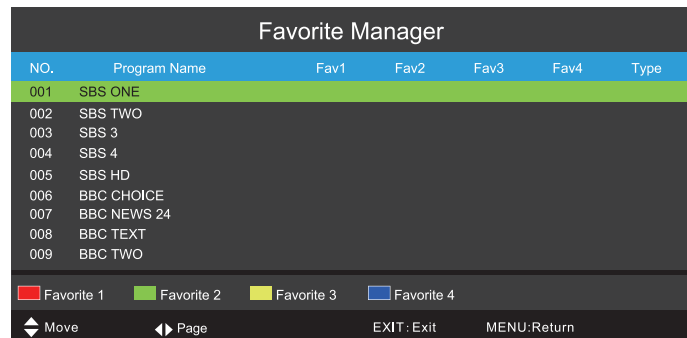 Favorite Manager
NO. Program Name Fav1 Fav2 Fav3 Fav4 Type
001 SBS ONE
002 SBS TWO
003 SBS 3
004 SBS 4
005 SBS HD
006 BBC CHOICE
007 BBC NEWS 24
008 BBC TEXT
009 BBC TWO
Favorite 1 Favorite 2 Favorite 3 Favorite 4
Move Page EXIT:Exit MENU:Return